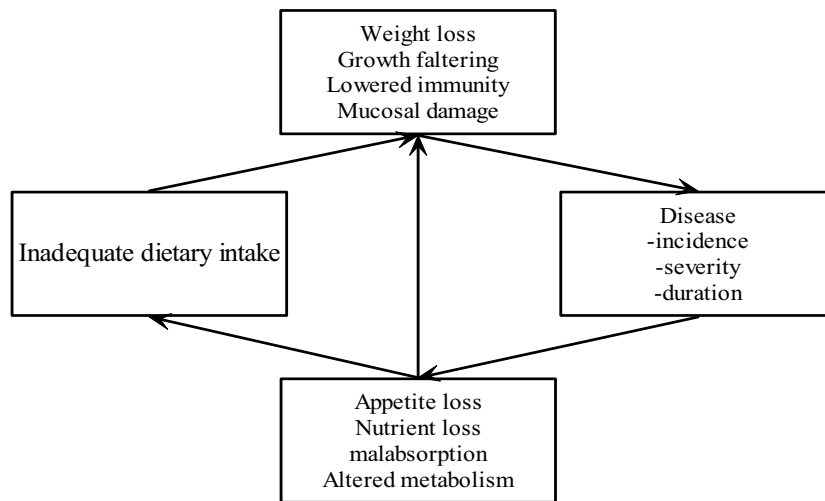 Weight loss
Growth faltering
Lowered immunity
Mucosal damage
Inadequate dietary intake
Disease
-incidence
-severity
-duration
Appetite loss
Nutrient loss
malabsorption
Altered metabolism